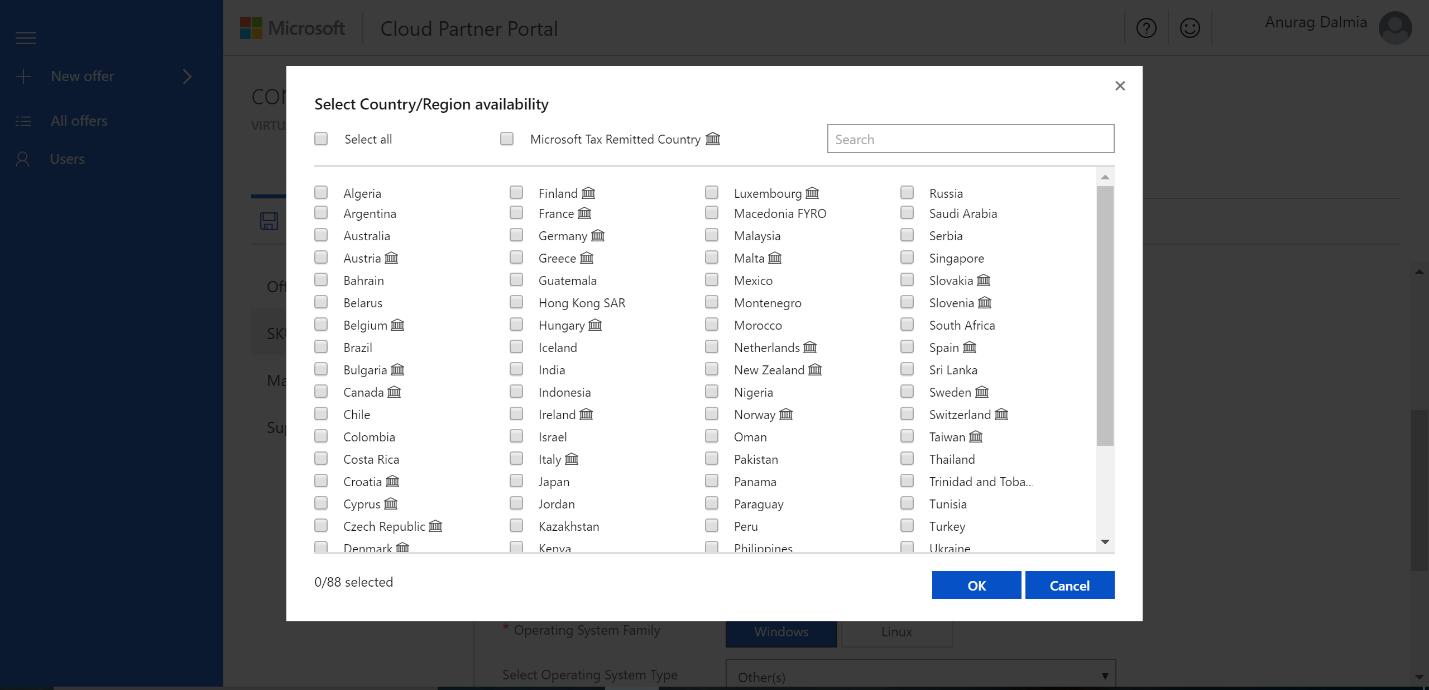 Microsoft Cloud Partner Portal
Anurag Dalmia
New offer
All offers
Users
Select Country/Region availability
Select all
Microsoft Tax Remitted Country
Search
Algeria Finland Luxembourg Russia
Argentina France Macedonia FYRO Saudi Arabia
Australia Germany Malaysia Serbia
Austria Greece Malta Singapore
Bahrain Guatemala Mexico Slovakia
Belarus Hong Kong SAR Montenegro Slovenia
Belgium Hungary Morocco South Africa
Brazil Iceland Netherlands Spain
Bulgaria India New Zealand Sri Lanka
Canada Indonesia Nigeria Sweden
Chile Ireland Norway Switzerland
Colombia Israel Oman Taiwan
Costa Rica Italy Pakistan Thailand
Croatia Japan Panama Trinidad and Toba...
Cyprus Jordan Paraguay Tunisia
Czech Republic Kazakhstan Peru Turkey
Denmark Kenya Philippines Ukraine
0/88 selected
OK
Cancel
* Operating System Family
Windows
Linux
Select Operating System Type
Other(s)